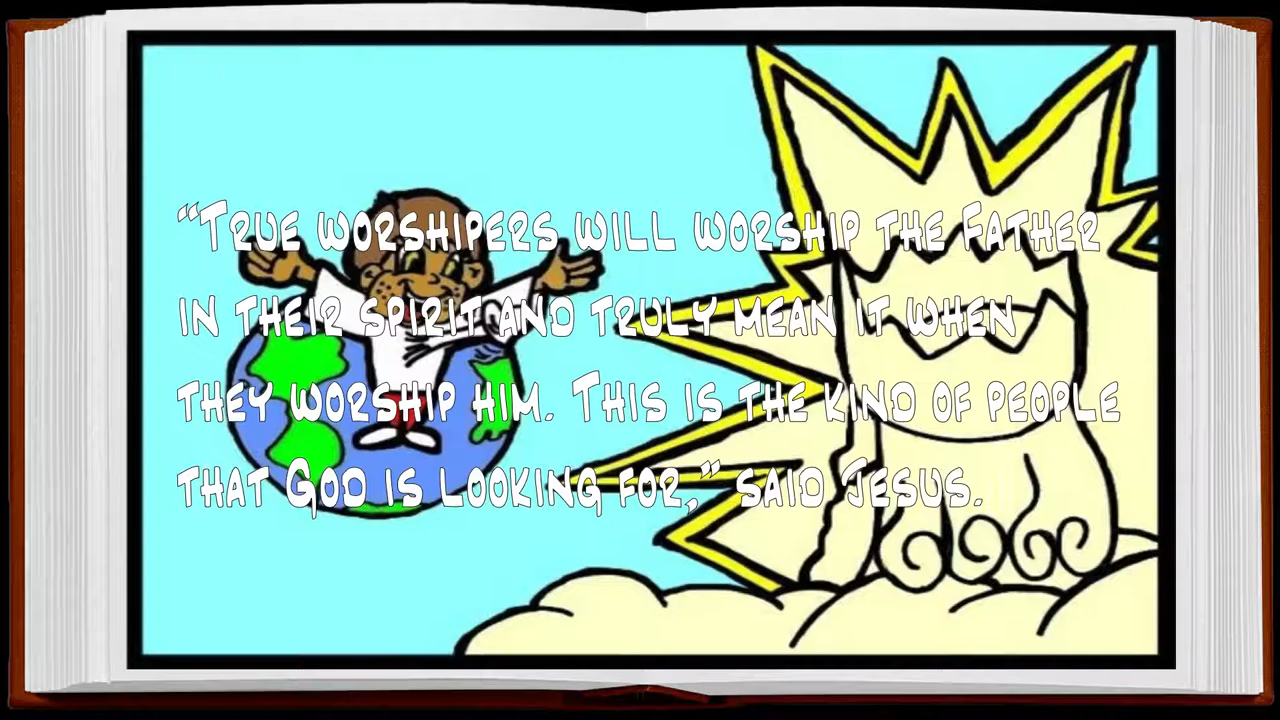 “True worshipers will worship the Father
in their spirit and truly mean it when
they worship him. This is the kind of people
that God is looking for,” said Jesus.